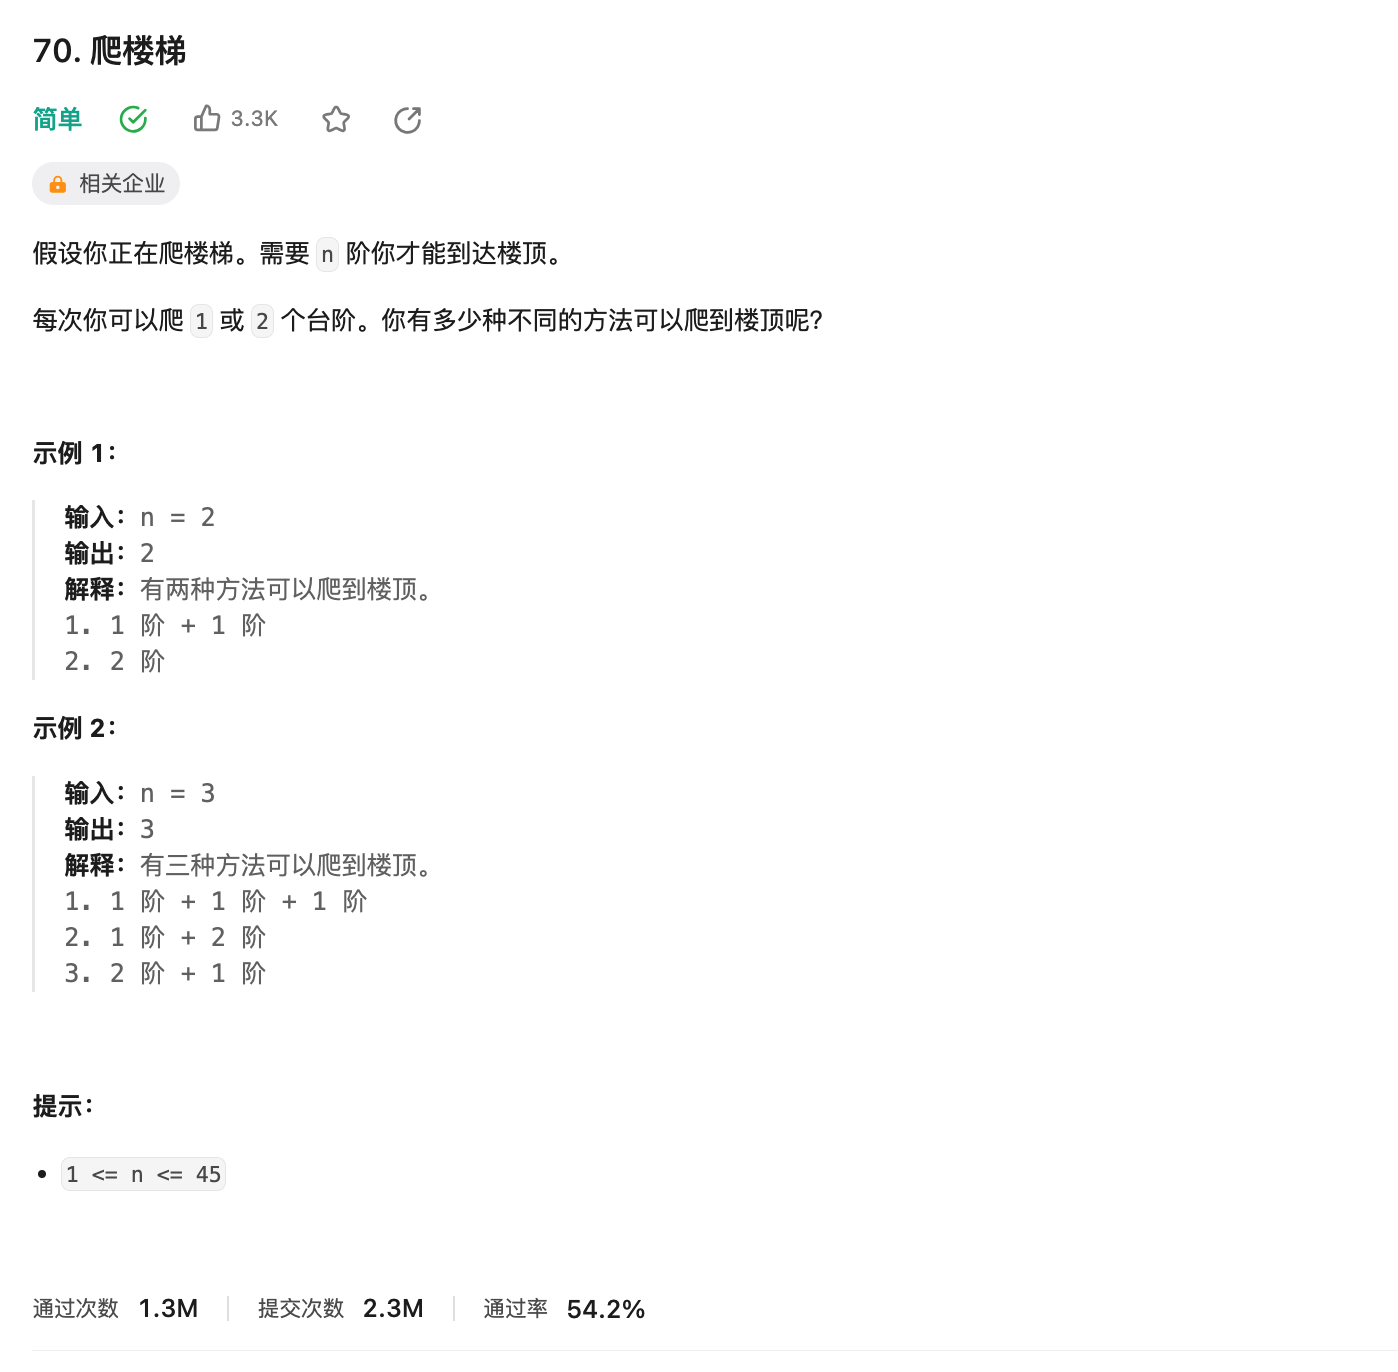 70. 爬楼梯
简单 3.3K
相关企业
假设你正在爬楼梯。需要 n 阶你才能到达楼顶。
每次你可以爬 1 或 2 个台阶。你有多少种不同的方法可以爬到楼顶呢?
示例 1:
输入:n = 2
输出:2
解释:有两种方法可以爬到楼顶。
1. 1 阶 + 1 阶
2. 2 阶
示例 2:
输入:n = 3
输出:3
解释:有三种方法可以爬到楼顶。
1. 1 阶 + 1 阶 + 1 阶
2. 1 阶 + 2 阶
3. 2 阶 + 1 阶
提示:
• 1 <= n <= 45
通过次数 1.3M 提交次数 2.3M 通过率 54.2%